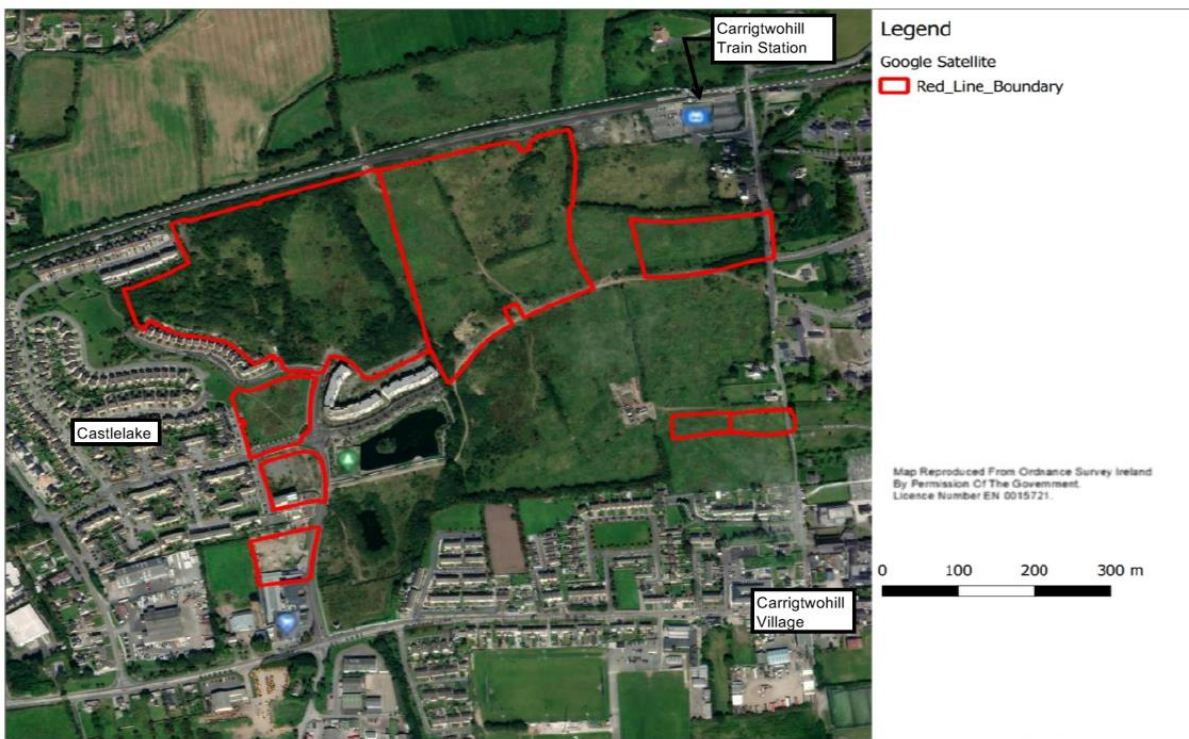 Carrigtwohill
Train Station
Legend
Google Satellite
Red_Line_Boundary
Castlelake
Map Reproduced From Ordnance Survey Ireland
By Permission Of The Government.
Licence Number EN 0015721.
0 100 200 300 m
Carrigtwohill
Village